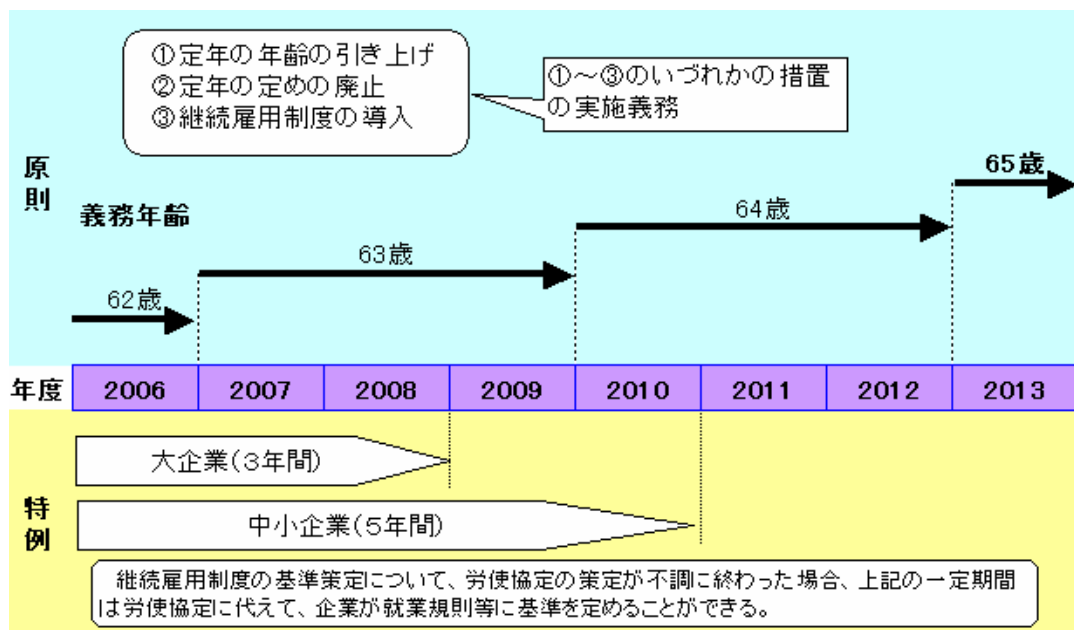 ①定年の年齢の引き上げ
②定年の定めの廃止
③継続雇用制度の導入
①～③のいづれかの措置
の実施義務
原則
義務年齢
62歳
63歳
64歳
65歳
年度 2006 2007 2008 2009 2010 2011 2012 2013
大企業(3年間)
中小企業(5年間)
特例
継続雇用制度の基準策定について、労使協定の策定が不調に終わった場合、上記の一定期間
は労使協定に代えて、企業が就業規則等に基準を定めることができる。